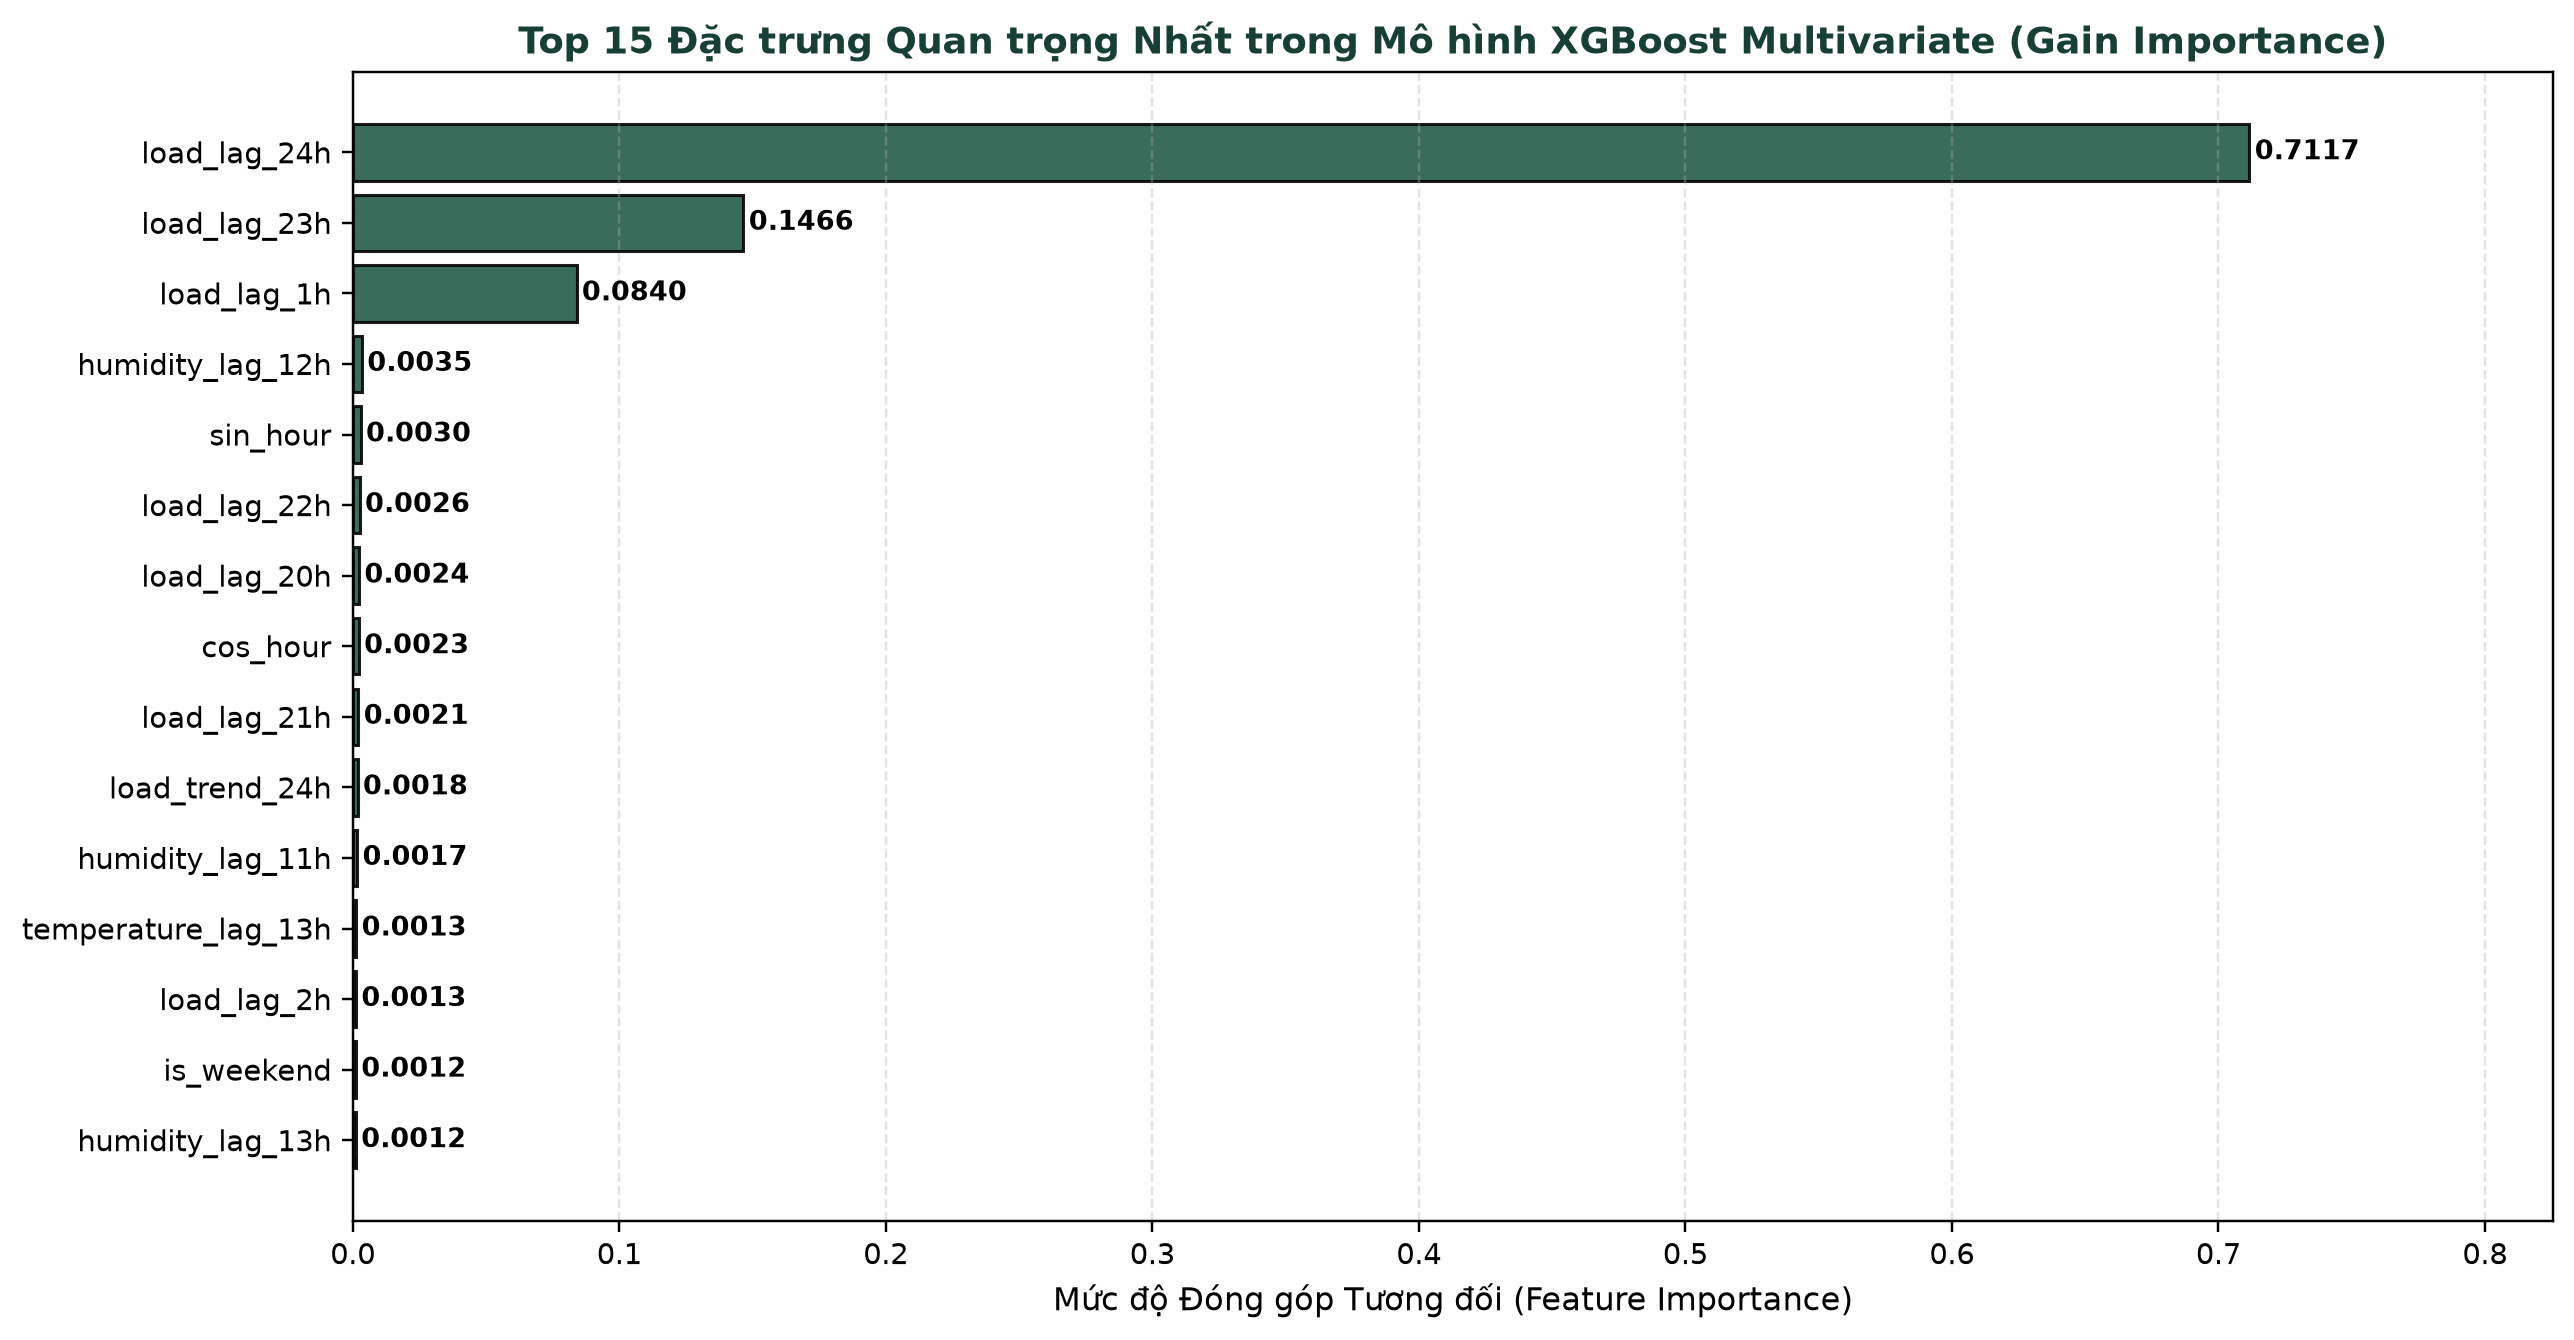 Top 15 Đặc trưng Quan trọng Nhất trong Mô hình XGBoost Multivariate (Gain Importance)
load_lag_24h 0.7117
load_lag_23h 0.1466
load_lag_1h 0.0840
humidity_lag_12h 0.0035
sin_hour 0.0030
load_lag_22h 0.0026
load_lag_20h 0.0024
cos_hour 0.0023
load_lag_21h 0.0021
load_trend_24h 0.0018
humidity_lag_11h 0.0017
temperature_lag_13h 0.0013
load_lag_2h 0.0013
is_weekend 0.0012
humidity_lag_13h 0.0012
0.0 0.1 0.2 0.3 0.4 0.5 0.6 0.7 0.8
Mức độ Đóng góp Tương đối (Feature Importance)